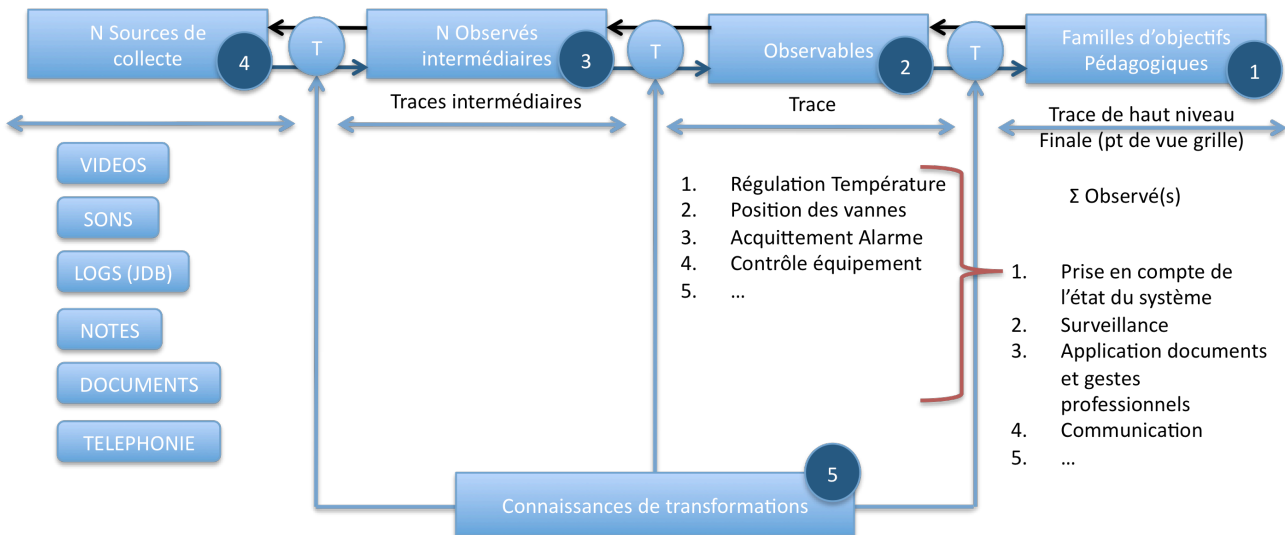 N Sources de
collecte
4
T
N Observés
intermédiaires
3
T
Observables
2
T
Familles d'objectifs
Pédagogiques
1
Traces intermédiaires
Trace
Trace de haut niveau
Finale (pt de vue grille)
VIDEOS
SONS
LOGS (JDB)
NOTES
DOCUMENTS
TELEPHONIE
1. Régulation Température
2. Position des vannes
3. Acquittement Alarme
4. Contrôle équipement
5. ...
Σ Observé(s)
1. Prise en compte de
l'état du système
2. Surveillance
3. Application documents
et gestes
professionnels
4. Communication
5. ...
Connaissances de transformations
5